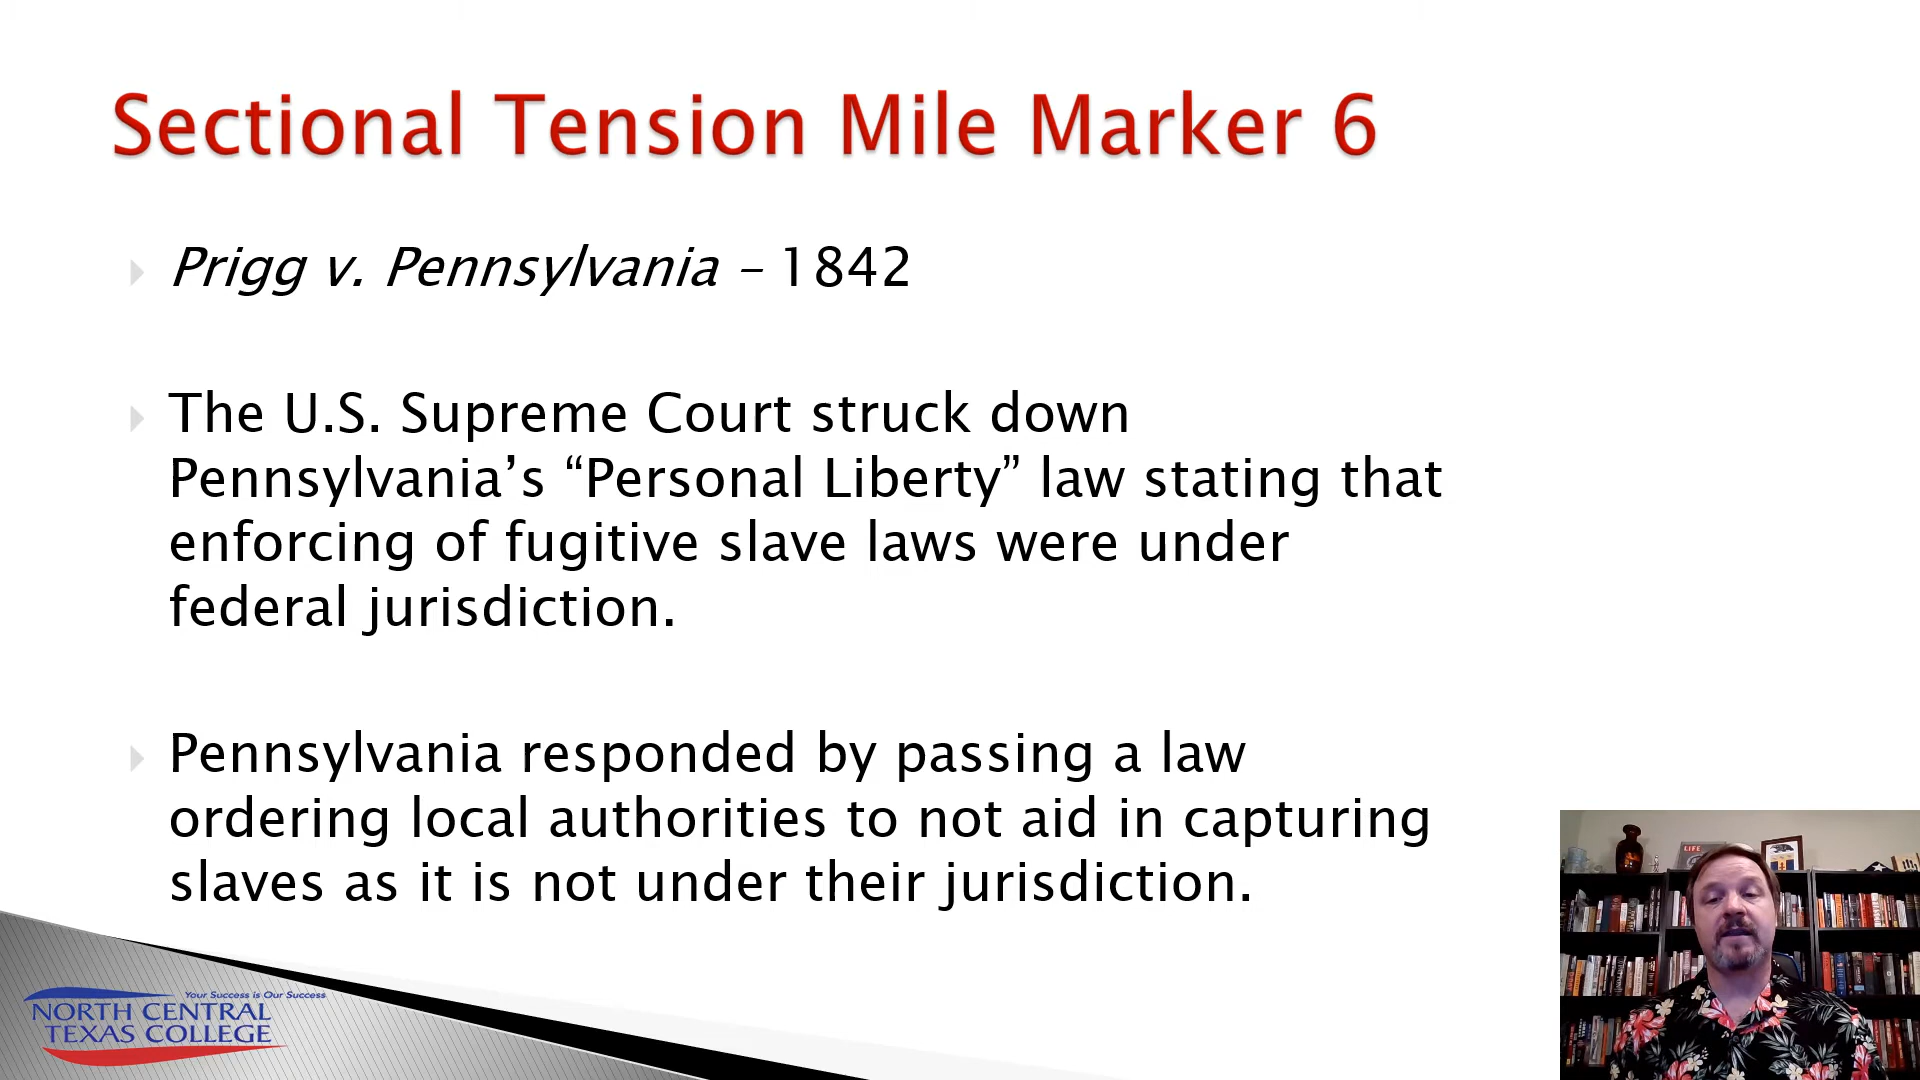 Sectional Tension Mile Marker 6
Prigg v. Pennsylvania – 1842
The U.S. Supreme Court struck down
Pennsylvania’s “Personal Liberty” law stating that
enforcing of fugitive slave laws were under
federal jurisdiction.
Pennsylvania responded by passing a law
ordering local authorities to not aid in capturing
slaves as it is not under their jurisdiction.
Your Success is Our Success
NORTH CENTRAL
TEXAS COLLEGE
LIFE